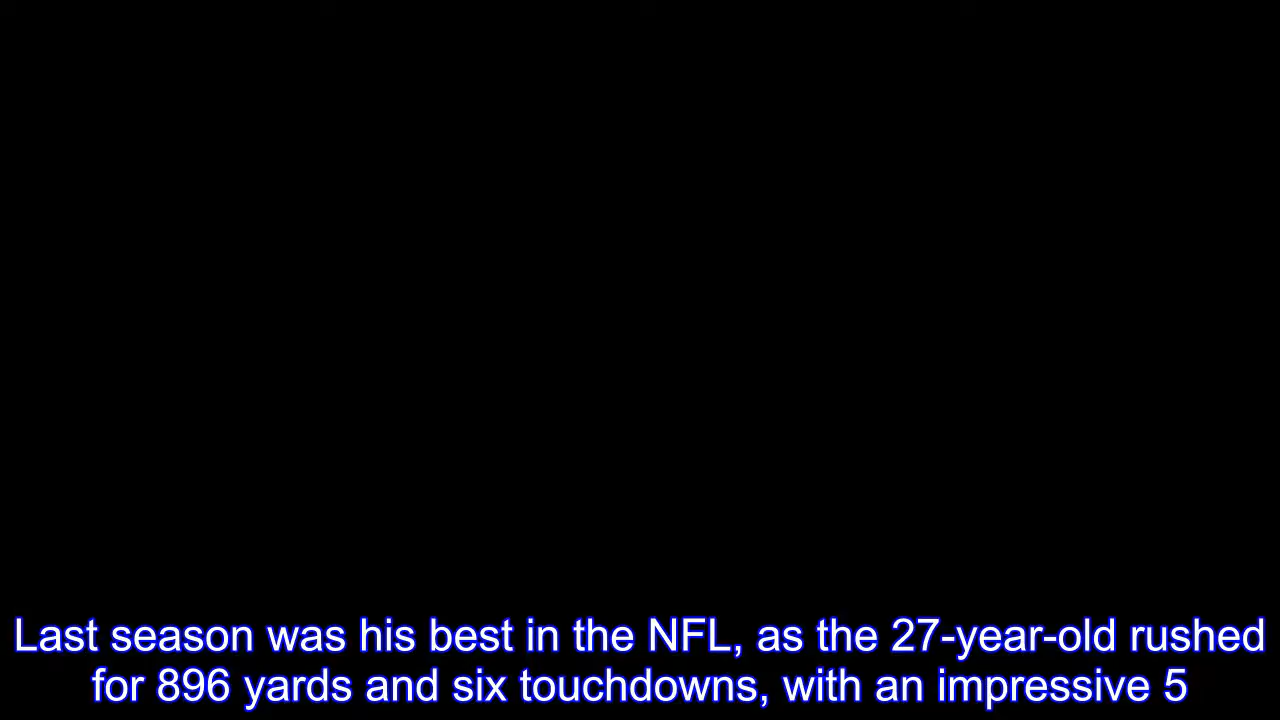 Last season was his best in the NFL, as the 27-year-old rushed
for 896 yards and six touchdowns, with an impressive 5